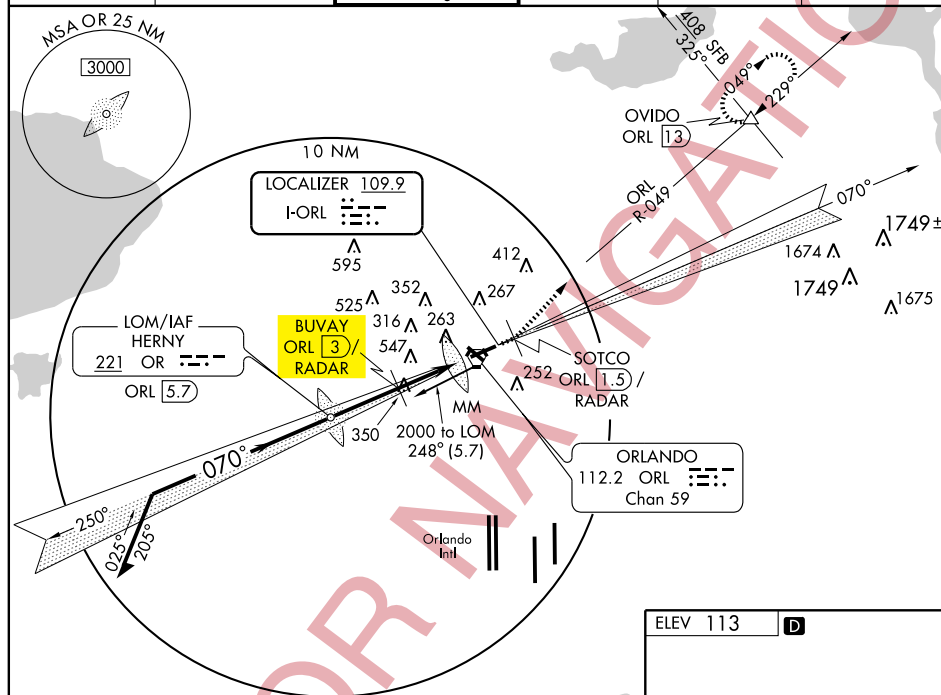 MSA OR 25 NM
3000
408 SFB
325°
049°
229°
OVIDO
ORL 13
10 NM
LOCALIZER 109.9
I-ORL
ORL
R-049
070°
595
412
1749±
1674
1749
1675
525
352
267
316
263
547
LOM/IAF
HERNY
221 OR
ORL 5.7
BUVAY
ORL 3/
RADAR
SOTCO
ORL 1.5 /
RADAR
252
350
MM
2000 to LOM
248° (5.7)
070°
250°
025°
205°
ORLANDO
112.2 ORL
Chan 59
Orlando
Intl
ELEV 113 D
OR NAVIGATIO